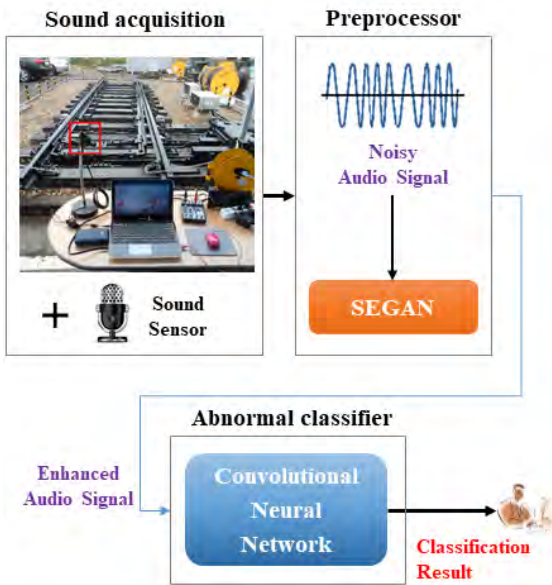 Sound acquisition
Preprocessor
Noisy
Audio Signal
SEGAN
+
Sound
Sensor
Abnormal classifier
Enhanced
Audio Signal
Convolutional
Neural
Network
Classification
Result